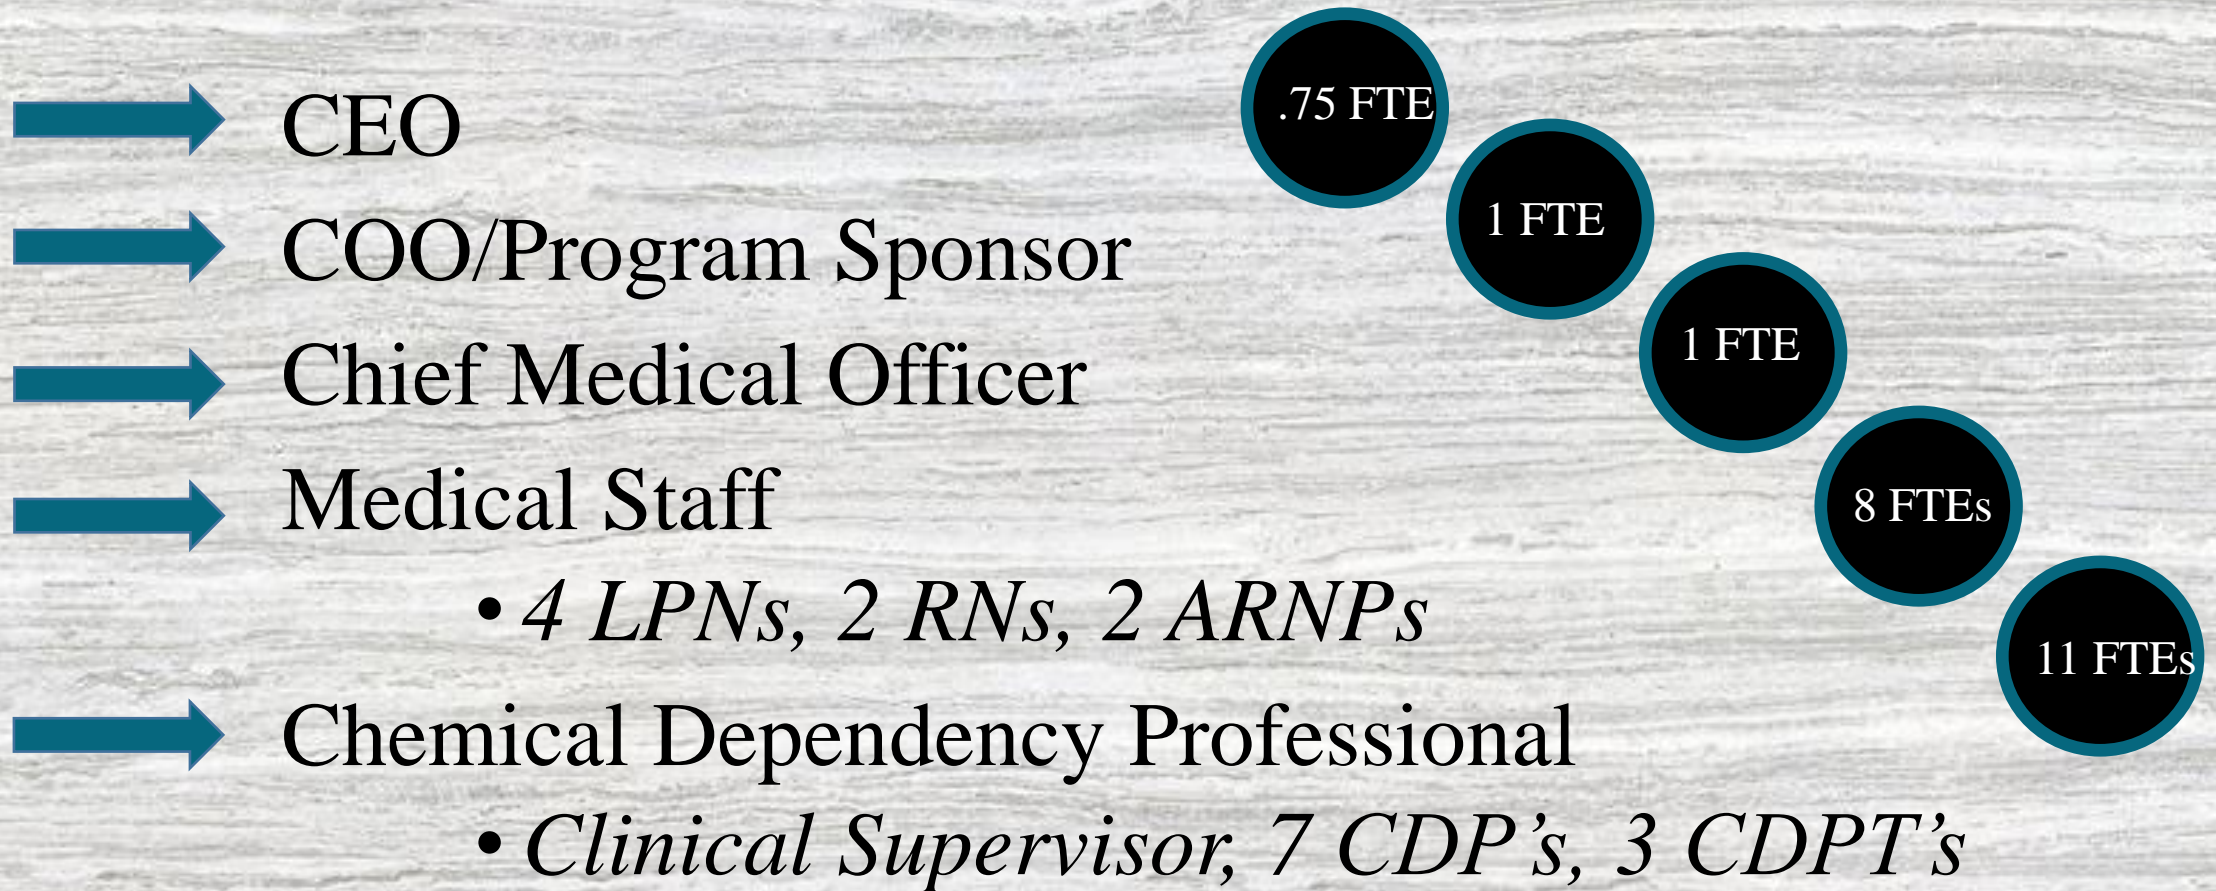 CEO
.75 FTE
COO/Program Sponsor
1 FTE
Chief Medical Officer
1 FTE
Medical Staff
8 FTEs
• 4 LPNs, 2 RNs, 2 ARNPs
Chemical Dependency Professional
11 FTEs
• Clinical Supervisor, 7 CDP’s, 3 CDPT’s